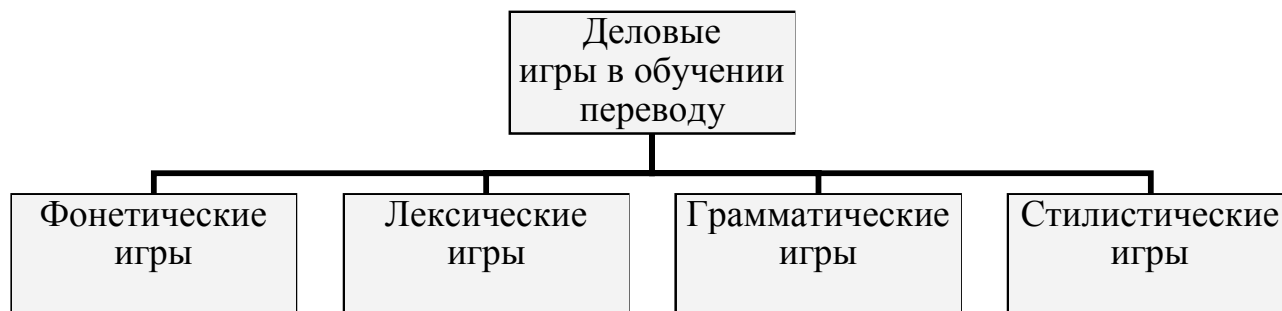 Деловые
игры в обучении
переводу
Фонетические
игры
Лексические
игры
Грамматические
игры
Стилистические
игры